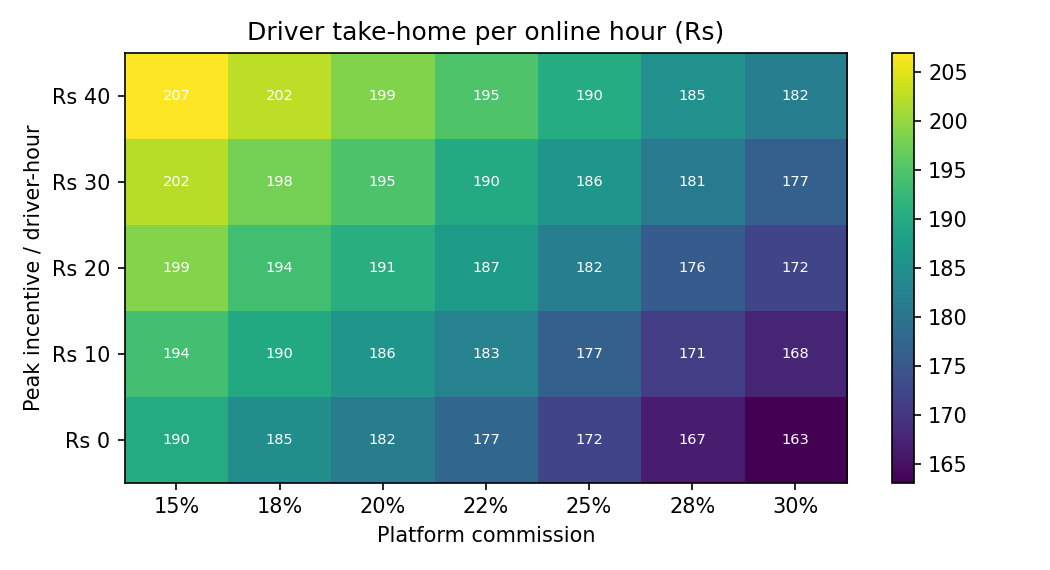 Driver take-home per online hour (Rs)
Peak incentive / driver-hour
Rs 40 207 202 199 195 190 185 182
Rs 30 202 198 195 190 186 181 177
Rs 20 199 194 191 187 182 176 172
Rs 10 194 190 186 183 177 171 168
Rs 0 190 185 182 177 172 167 163
15% 18% 20% 22% 25% 28% 30%
Platform commission
205
200
195
190
185
180
175
170
165